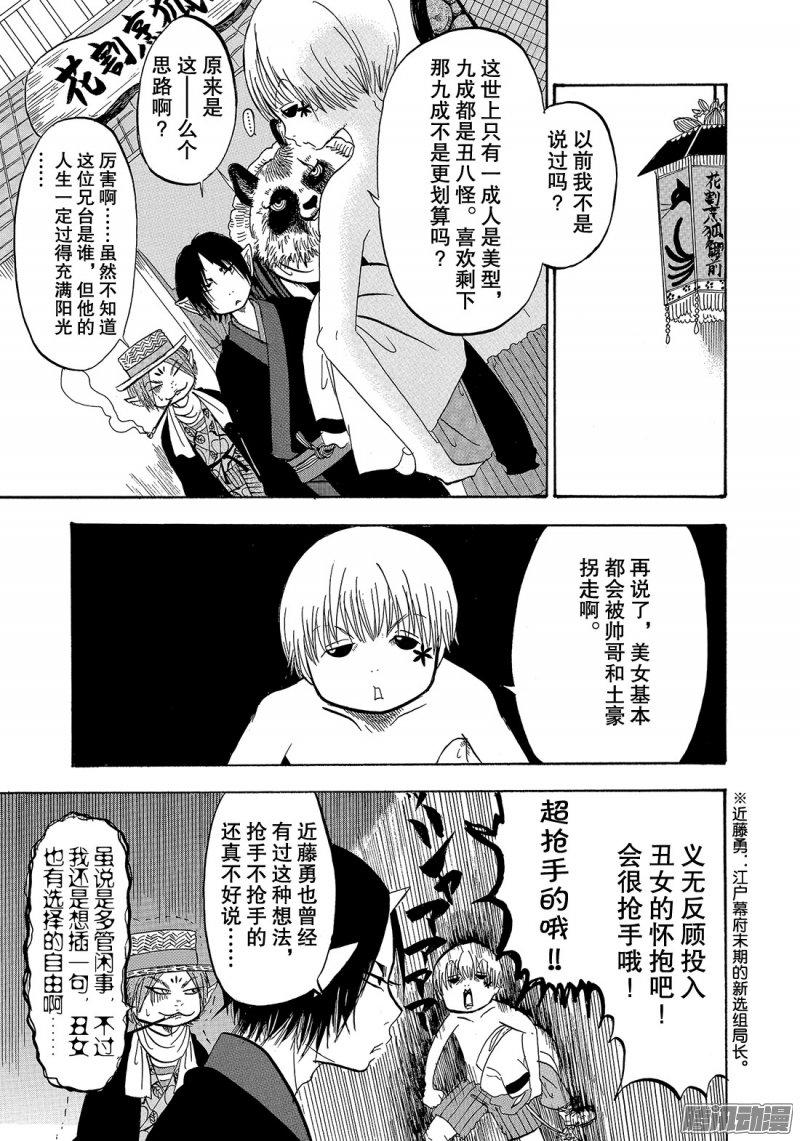 花割烹狐御前
以前我不是
说过吗？
这世上只有一成人是美型，
九成都是丑八怪。喜欢剩下
那九成不是更划算吗？
花割烹狐
原来是
这——么个
思路啊？
厉害啊……虽然不知道
这位兄台是谁，但他的
人生一定过得充满阳光
……
再说了，美女基本
都会被帅哥和土豪
拐走啊。
※近藤勇：江户幕府末期的新选组局长。
义无反顾投入
丑女的怀抱吧！
会很抢手哦！
超抢手的哦！！
近藤勇也曾经
有过这种想法，
抢手不抢手的
还真不好说……
虽说是多管闲事，不过
我还是想插一句，丑女
也有选择的自由啊……
腾讯动漫